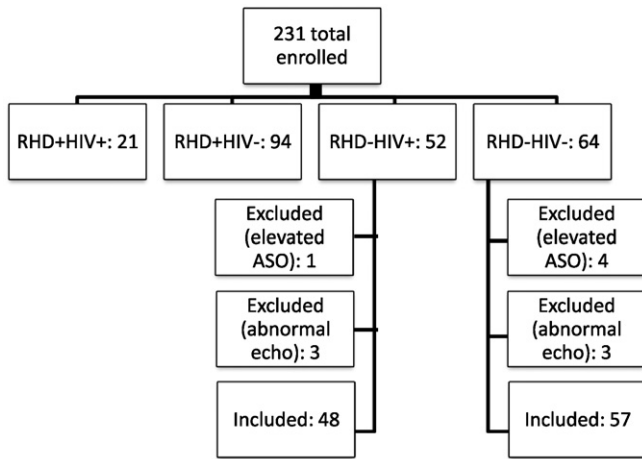 231 total
enrolled
RHD+HIV+: 21
RHD+HIV-: 94
RHD-HIV+: 52
RHD-HIV-: 64
Excluded
(elevated
ASO): 1
Excluded
(abnormal
echo): 3
Included: 48
Excluded
(elevated
ASO): 4
Excluded
(abnormal
echo): 3
Included: 57